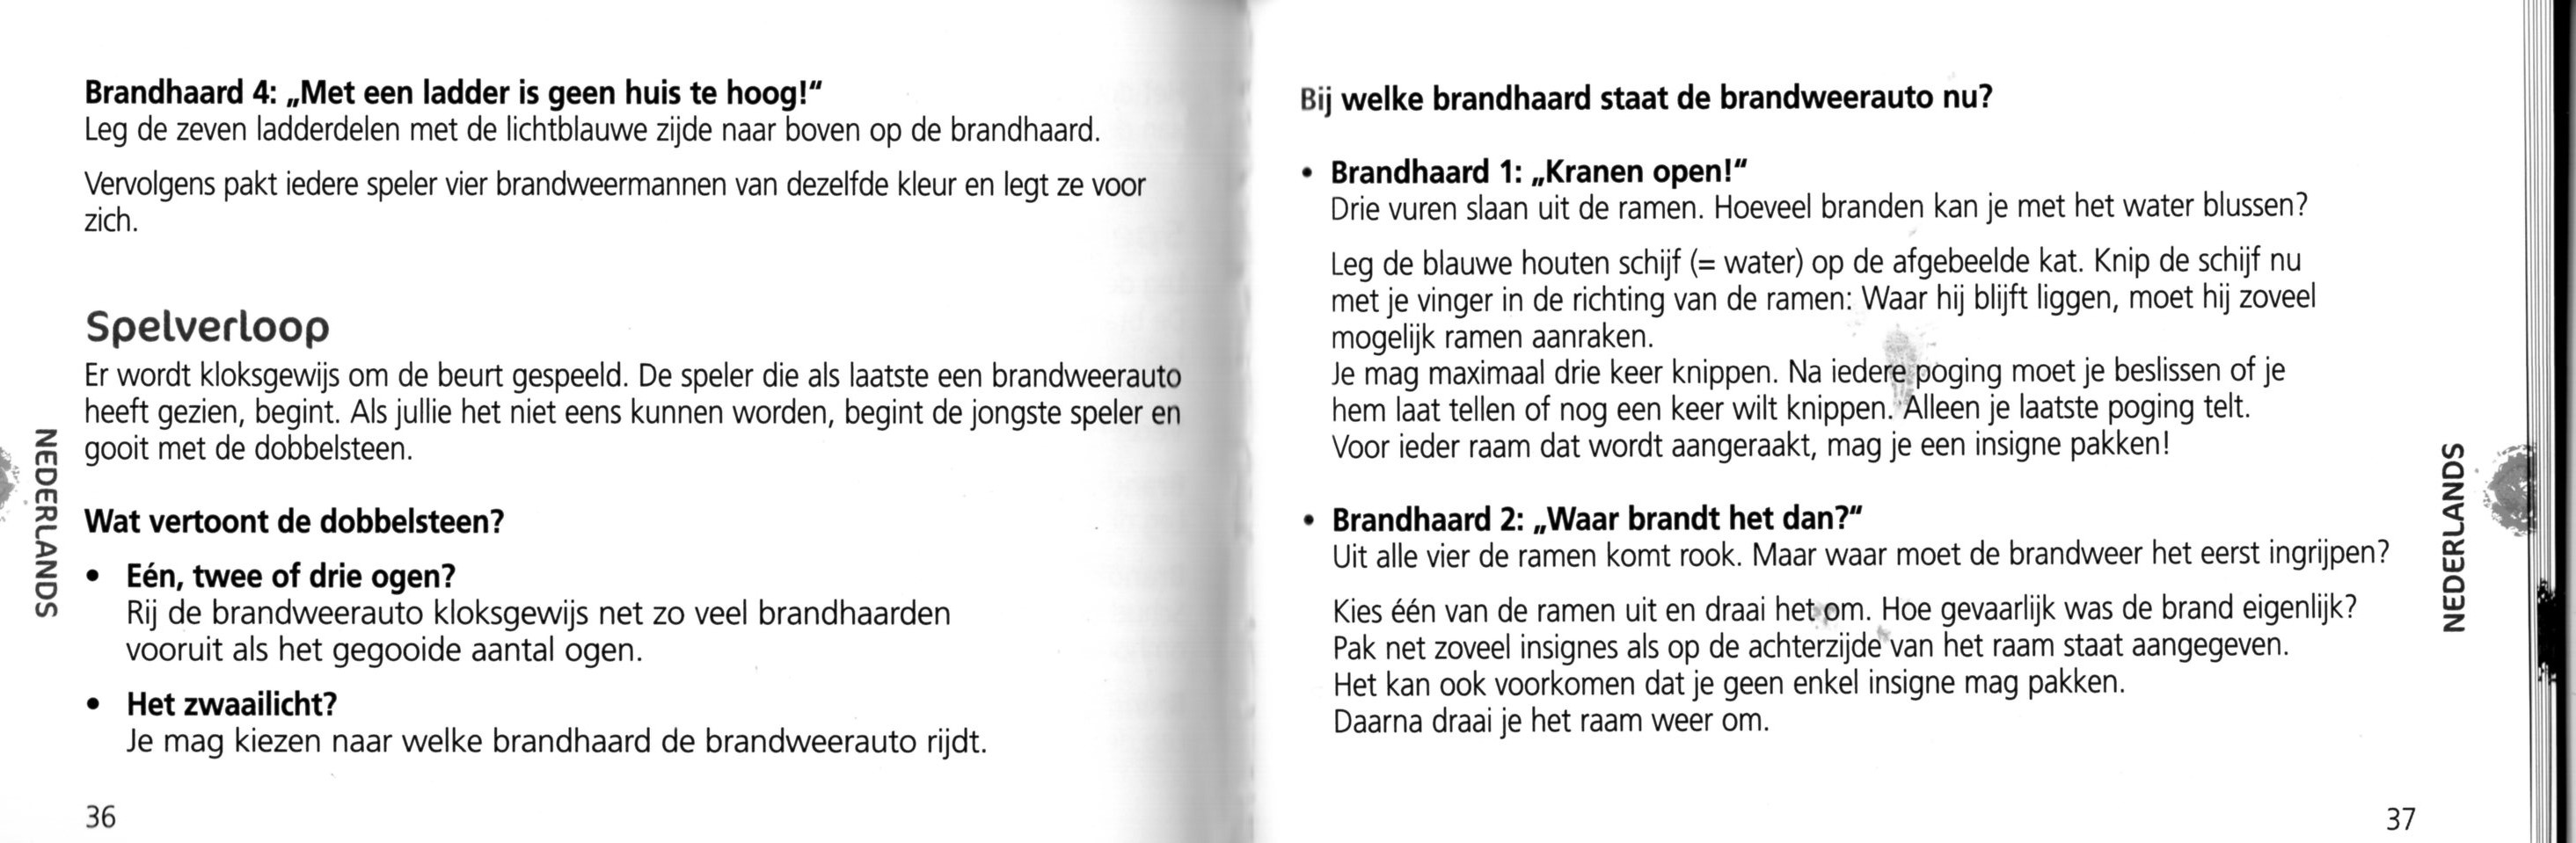 Brandhaard 4: „Met een ladder is geen huis te hoog!“
Leg de zeven ladderdelen met de lichtblauwe zijde naar boven op de brandhaard.
Vervolgens pakt iedere speler vier brandweermannen van dezelfde kleur en legt ze voor
zich.
Spelverloop
Er wordt kloksgewijs om de beurt gespeeld. De speler die als laatste een brandweerauto
heeft gezien, begint. Als jullie het niet eens kunnen worden, begint de jongste speler en
gooit met de dobbelsteen.
Wat vertoont de dobbelsteen?
• Eén, twee of drie ogen?
Rij de brandweerauto kloksgewijs net zo veel brandhaarden
vooruit als het gegooide aantal ogen.
• Het zwaailicht?
Je mag kiezen naar welke brandhaard de brandweerauto rijdt.
36
NEDERLANDS
Bij welke brandhaard staat de brandweerauto nu?
• Brandhaard 1: „Kranen open!“
Drie vuren slaan uit de ramen. Hoeveel branden kan je met het water blussen?
Leg de blauwe houten schijf (= water) op de afgebeelde kat. Knip de schijf nu
met je vinger in de richting van de ramen: Waar hij blijft liggen, moet hij zoveel
mogelijk ramen aanraken.
Je mag maximaal drie keer knippen. Na iedere poging moet je beslissen of je
hem laat tellen of nog een keer wilt knippen. Alleen je laatste poging telt.
Voor ieder raam dat wordt aangeraakt, mag je een insigne pakken!
• Brandhaard 2: „Waar brandt het dan?“
Uit alle vier de ramen komt rook. Maar waar moet de brandweer het eerst ingrijpen?
Kies één van de ramen uit en draai het om. Hoe gevaarlijk was de brand eigenlijk?
Pak net zoveel insignes als op de achterzijde van het raam staat aangegeven.
Het kan ook voorkomen dat je geen enkel insigne mag pakken.
Daarna draai je het raam weer om.
37
NEDERLANDS